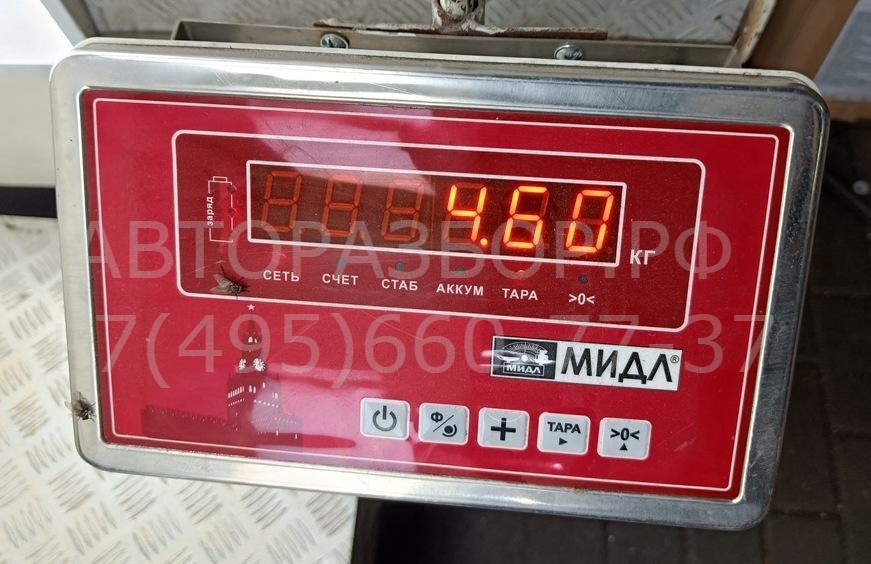 заряд
4.60
КГ
АВТОРАЗБОР.РФ
СЕТЬ СЧЕТ СТАБ АККУМ ТАРА >0<
7(495)660-77-37
МИДЛ МИДЛ®
Ф
ТАРА >0<